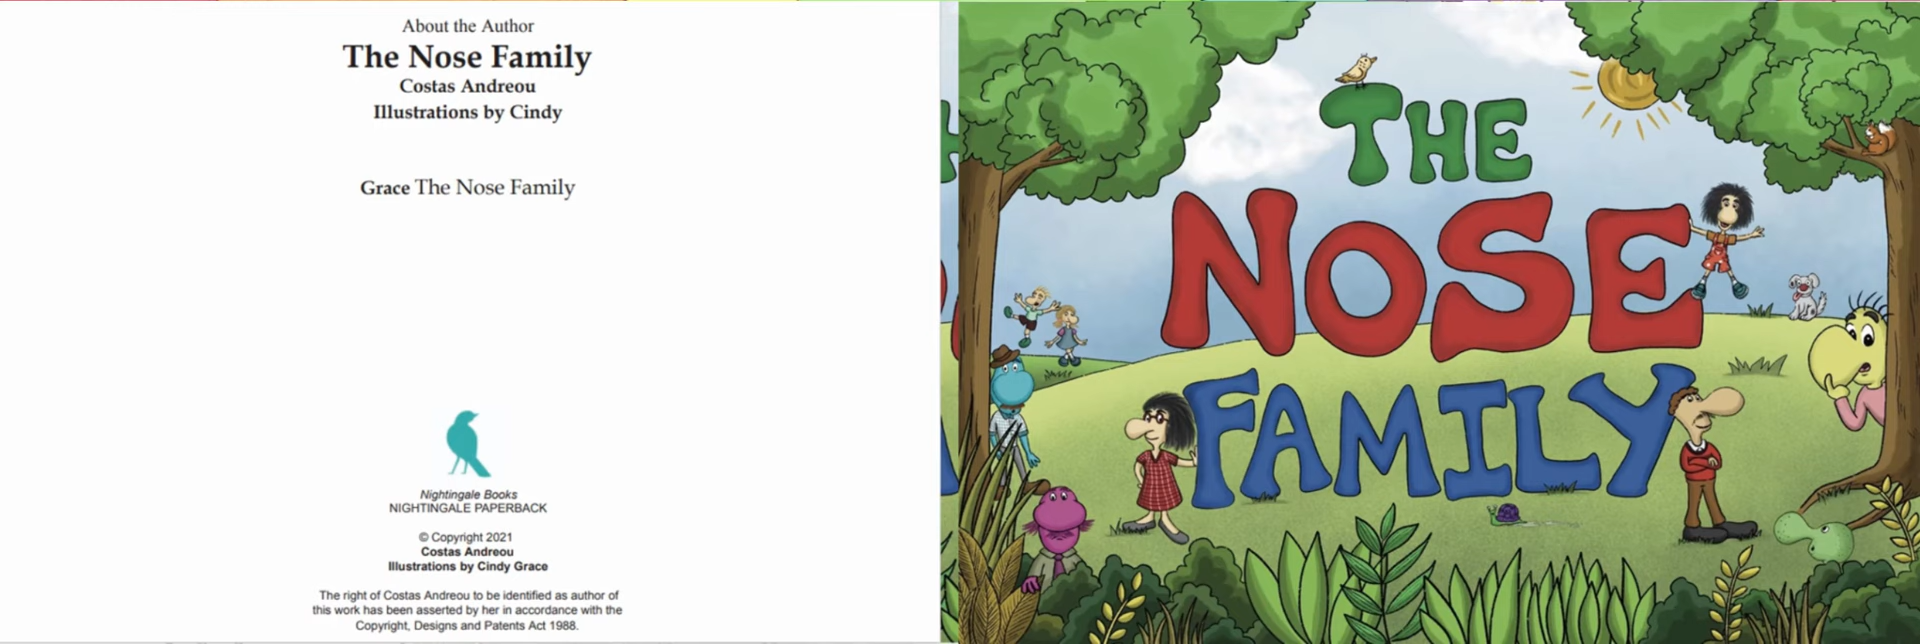 About the Author
The Nose Family
Costas Andreou
Illustrations by Cindy
Grace The Nose Family
Nightingale Books
NIGHTINGALE PAPERBACK
© Copyright 2021
Costas Andreou
Illustrations by Cindy Grace
The right of Costas Andreou to be identified as author of
this work has been asserted by her in accordance with the
Copyright, Designs and Patents Act 1988.
THE
NOSE
FAMILY